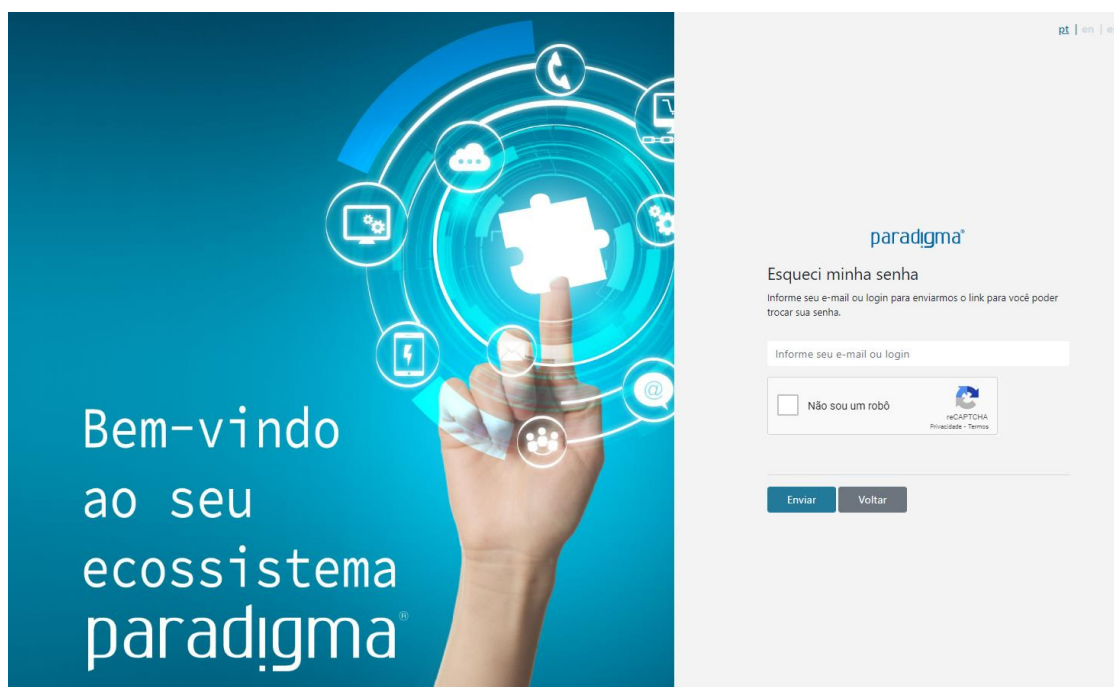 pt | en |
paradigma®
Esqueci minha senha
Informe seu e-mail ou login para enviarmos o link para você poder
trocar sua senha.
Informe seu e-mail ou login
Não sou um robô
reCAPTCHA
Privacidade - Termos
Enviar Voltar
@
Bem-vindo
ao seu
ecossistema
paradigma®